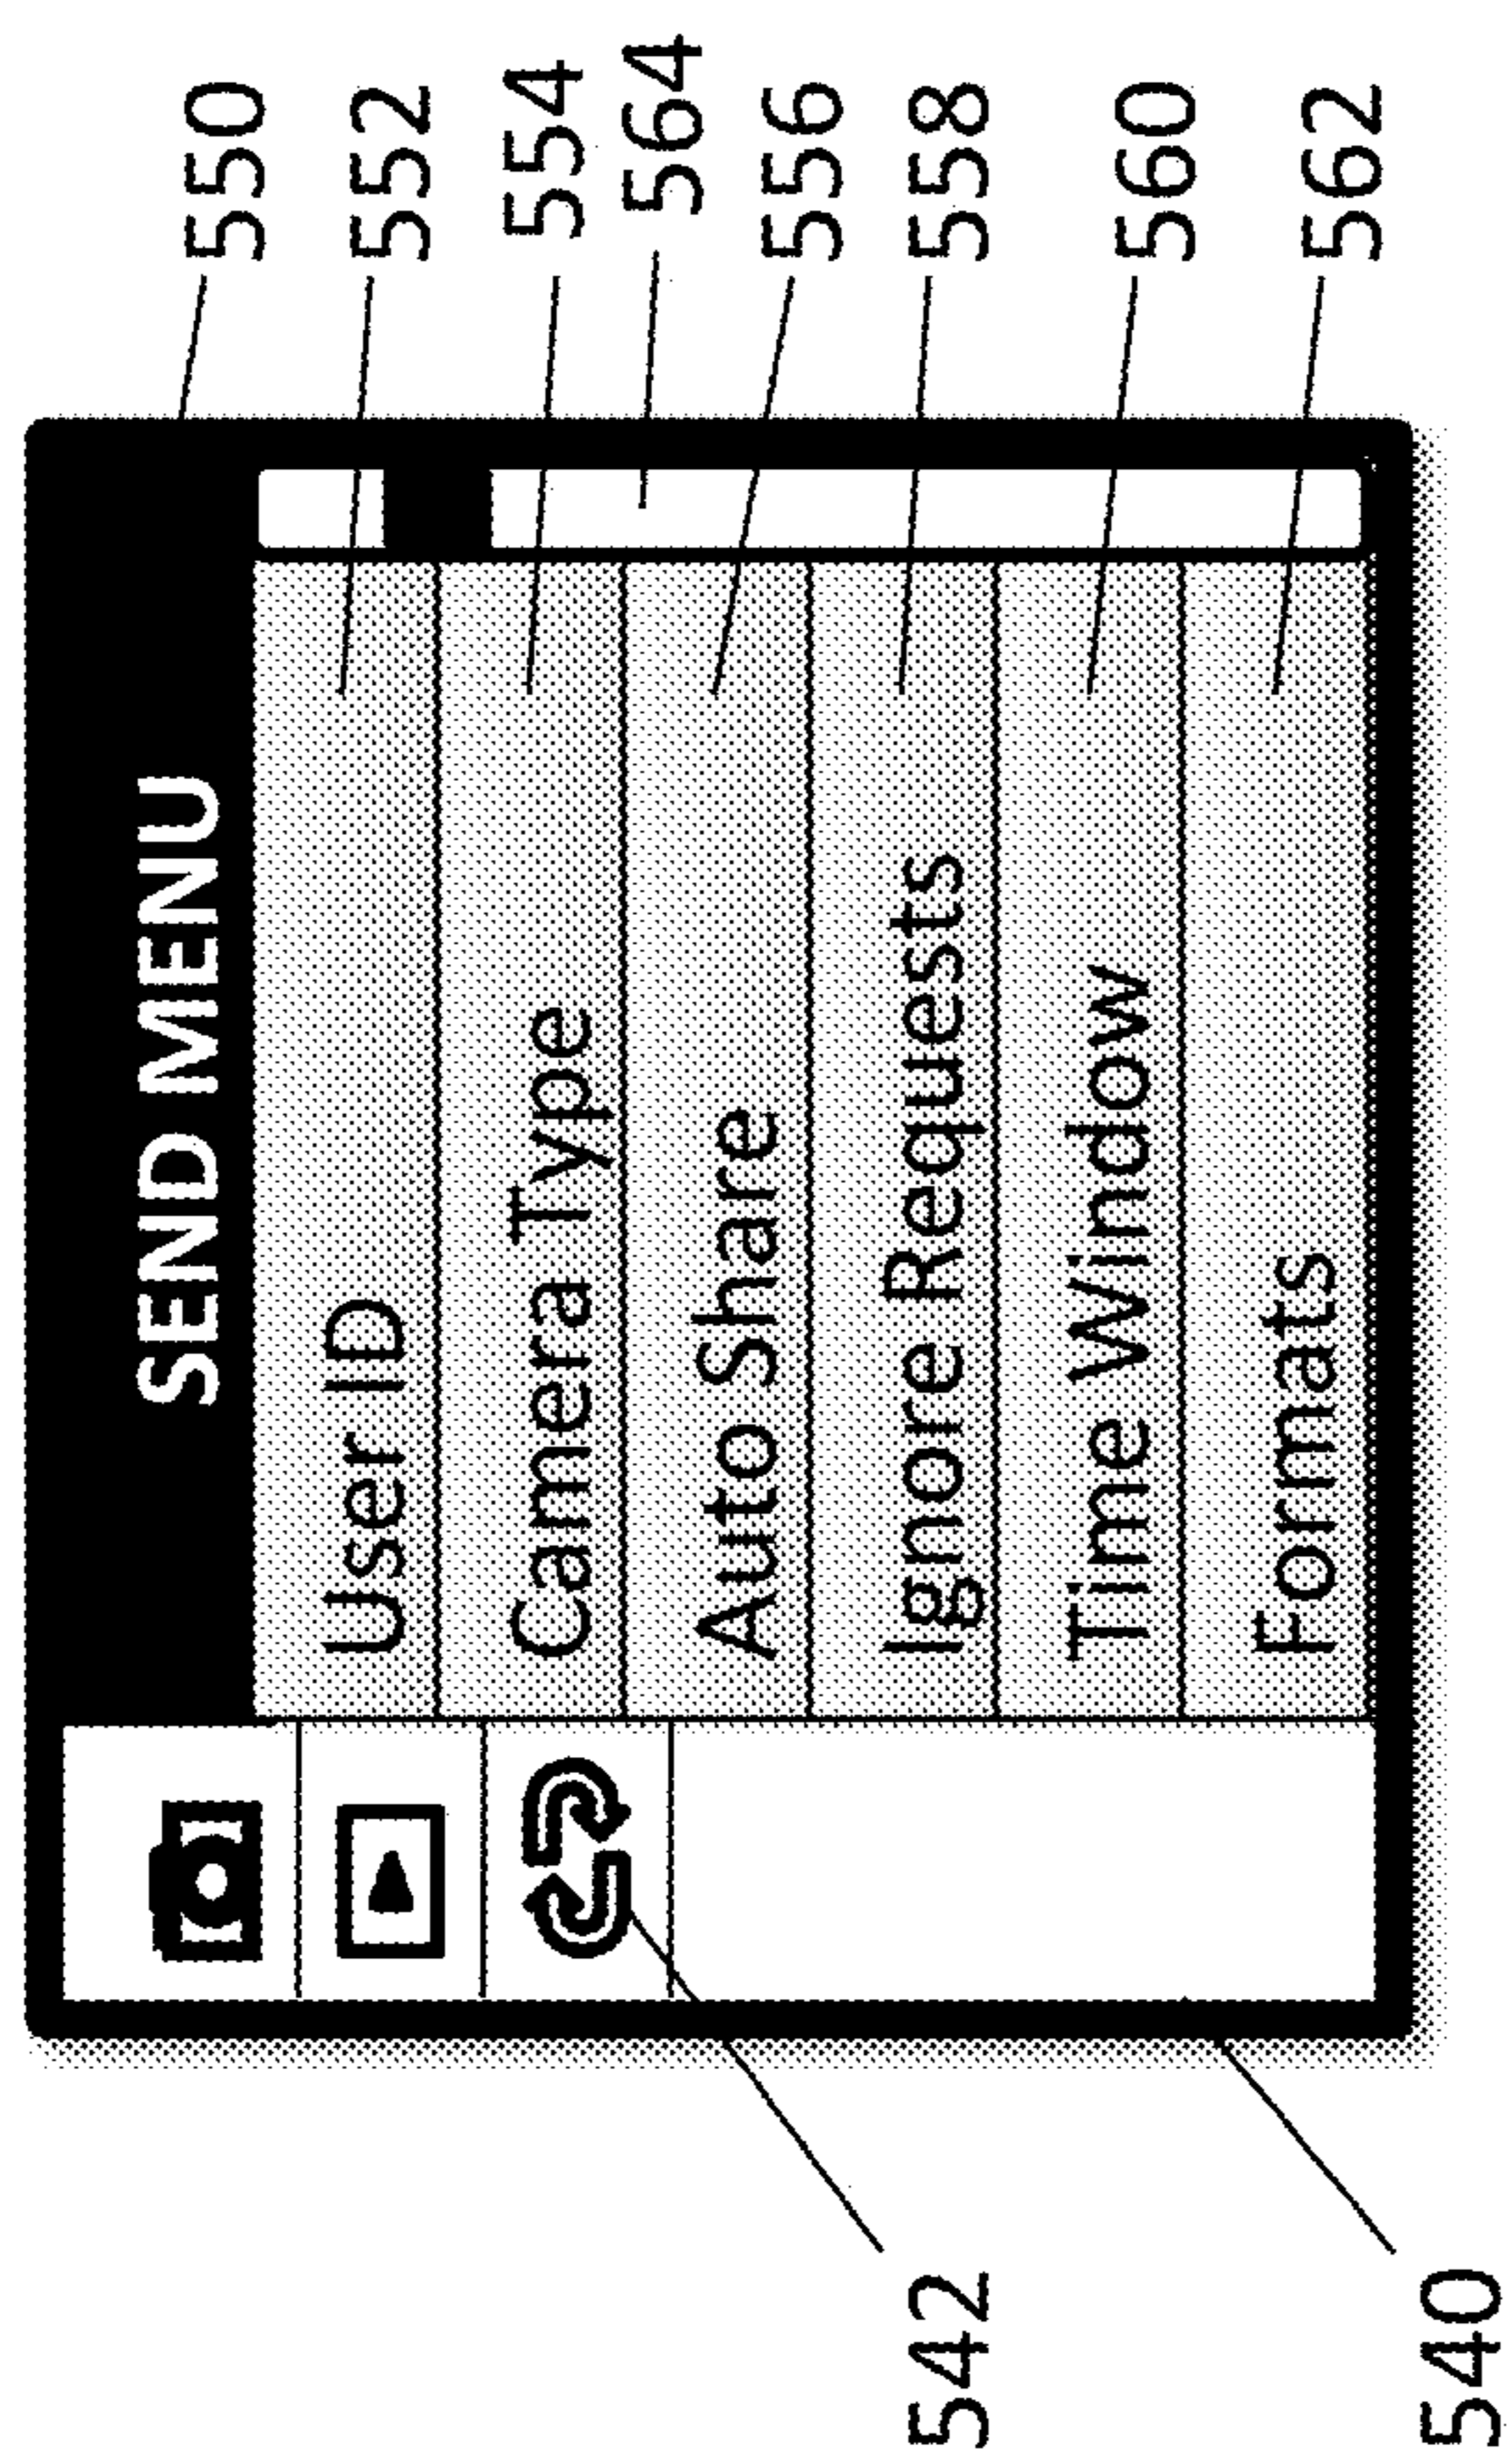 SEND MENU
User ID
Camera Type
Auto Share
Ignore Requests
Time Window
Formats
550
552
554
564
556
558
560
562
542
540